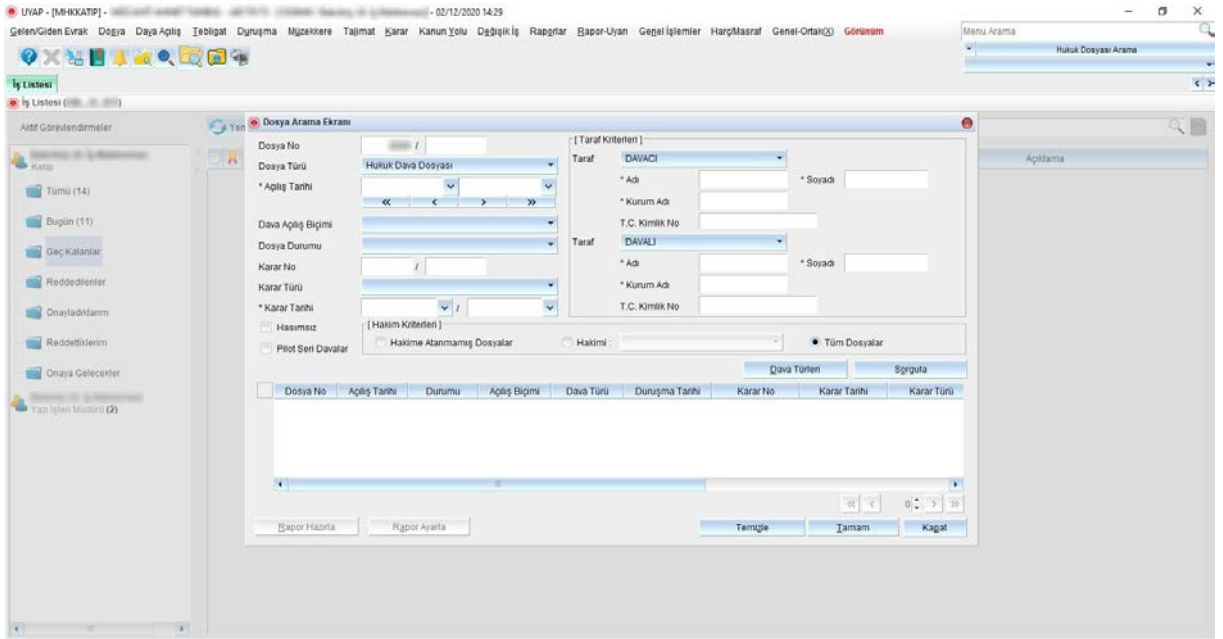 UYAP - [MHKKATIP] - - 02/12/2020 14:29
Gelen/Giden Evrak Dosya Dava Açılış Tebligat Duruşma Müzekkere Talimat Karar Kanun Yolu Değişik İş Raporlar Rapor-Uyarı Genel İşlemler Harç/Masraf Genel-Ortak(X) Görünüm
Menu Arama
Hukuk Dosyası Arama
İş Listesi
İş Listesi (
Aktif Görevlendirmeler
Yen
Dosya Arama Ekranı
Açıklama
Katip
Tümü (14)
Bugün (11)
Geç Kalanlar
Reddedilenler
Onayladıklarım
Reddettiklerim
Onaya Gelecekler
Yazı İşleri Müdürü (2)
Dosya No /
Dosya Türü Hukuk Dava Dosyası
* Açılış Tarihi
Dava Açılış Biçimi
Dosya Durumu
Karar No /
Karar Türü
* Karar Tarihi /
Hasımsız
Pilot Seri Davalar
[ Taraf Kriterleri ]
Taraf DAVACI
* Adı * Soyadı
* Kurum Adı
T.C. Kimlik No
Taraf DAVALI
* Adı * Soyadı
* Kurum Adı
T.C. Kimlik No
[ Hakim Kriterleri ]
Hakime Atanmamış Dosyalar Hakimi : Tüm Dosyalar
Dava Türleri Sorgula
Dosya No Açılış Tarihi Durumu Açılış Biçimi Dava Türü Duruşma Tarihi Karar No Karar Tarihi Karar Türü
0
Rapor Hazırla Rapor Ayarla Temizle Tamam Kapat